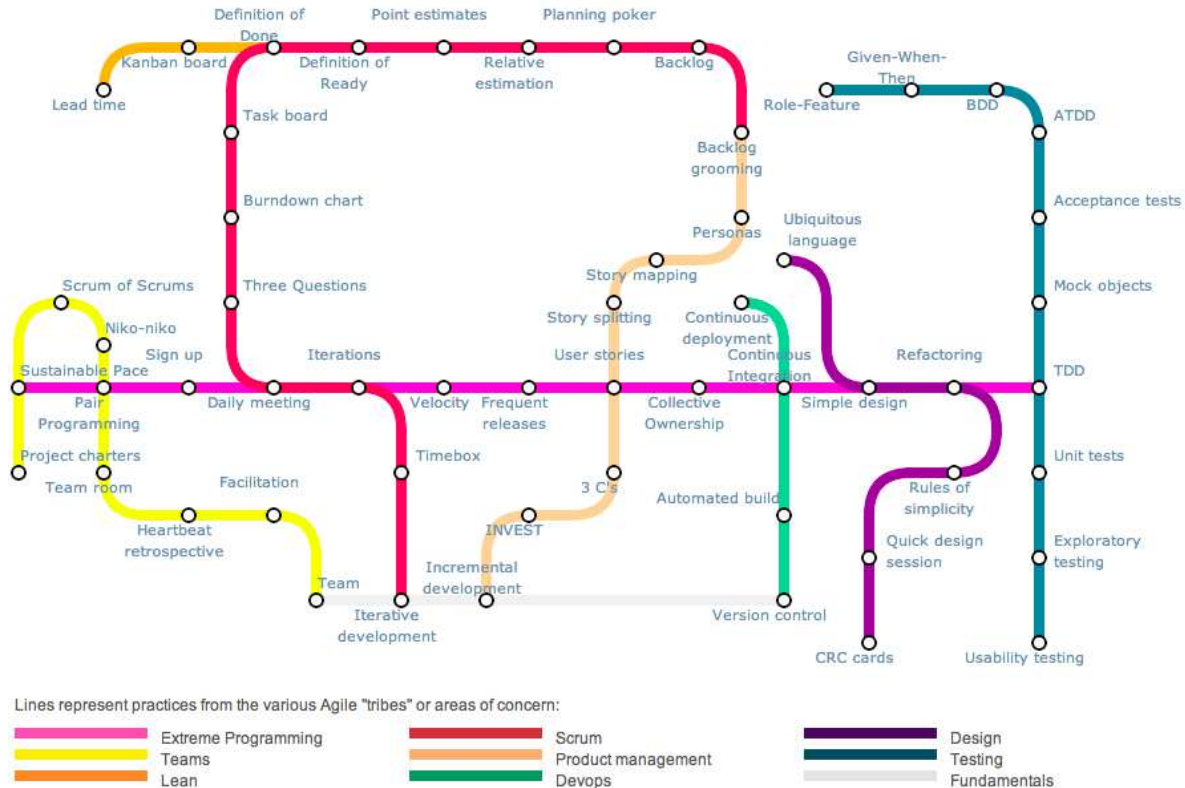 Definition of
Done
Point estimates
Planning poker
Kanban board
Definition of
Ready
Relative
estimation
Backlog
Given-When-
Then
Lead time
Role-Feature
BDD
Task board
ATDD
Backlog
grooming
Burndown chart
Acceptance tests
Personas
Ubiquitous
language
Story mapping
Scrum of Scrums
Three Questions
Mock objects
Niko-niko
Story splitting
Continuous
deployment
Sign up
Iterations
User stories
Continuous
Integration
Refactoring
Sustainable Pace
TDD
Pair
Programming
Daily meeting
Velocity
Frequent
releases
Collective
Ownership
Simple design
Project charters
Team room
Facilitation
Timebox
3 C's
Rules of
simplicity
Unit tests
Automated build
Heartbeat
retrospective
INVEST
Quick design
session
Exploratory
testing
Team
Incremental
development
Iterative
development
Version control
CRC cards
Usability testing
Lines represent practices from the various Agile "tribes" or areas of concern:
Extreme Programming
Teams
Lean
Scrum
Product management
Devops
Design
Testing
Fundamentals